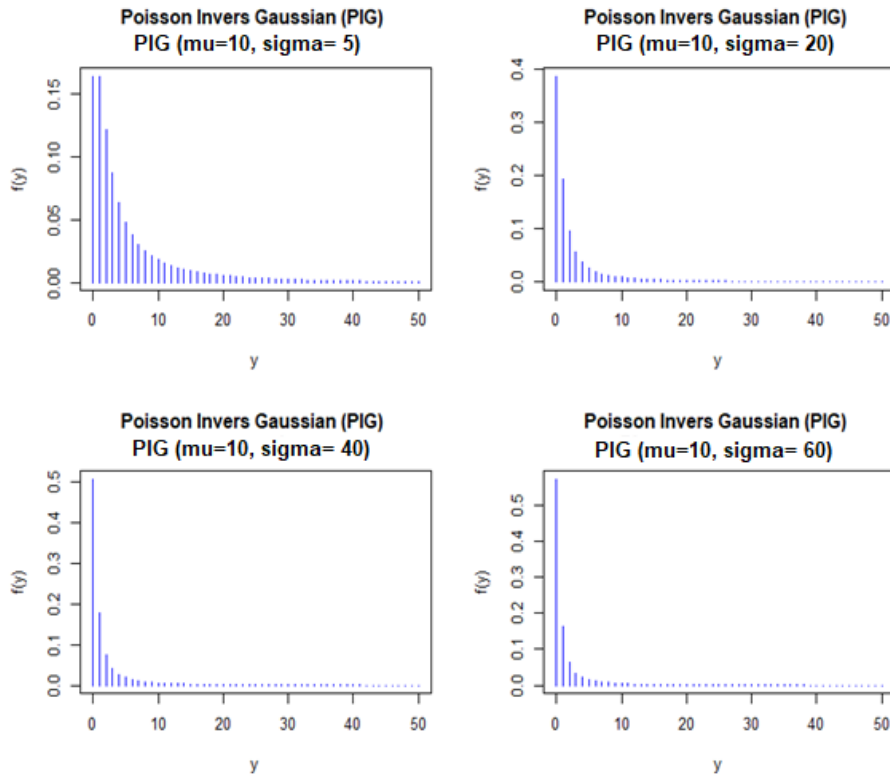 Poisson Invers Gaussian (PIG)
PIG (mu=10, sigma= 5)
f(y)
0.15
0.10
0.05
0.00
0 10 20 30 40 50
y
Poisson Invers Gaussian (PIG)
PIG (mu=10, sigma= 20)
f(y)
0.4
0.3
0.2
0.1
0.0
0 10 20 30 40 50
y
Poisson Invers Gaussian (PIG)
PIG (mu=10, sigma= 40)
f(y)
0.5
0.4
0.3
0.2
0.1
0.0
0 10 20 30 40 50
y
Poisson Invers Gaussian (PIG)
PIG (mu=10, sigma= 60)
f(y)
0.5
0.4
0.3
0.2
0.1
0.0
0 10 20 30 40 50
y